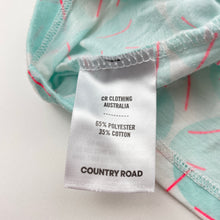 CR CLOTHING
AUSTRALIA
65% POLYESTER
35% COTTON
COUNTRY ROAD